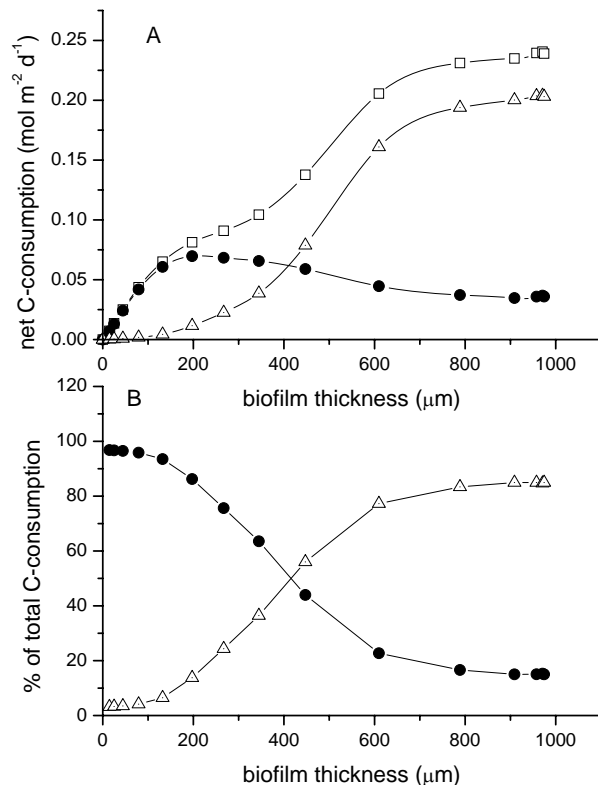 A
net C-consumption (mol m-2 d-1)
0.25
0.20
0.15
0.10
0.05
0.00
0 200 400 600 800 1000
biofilm thickness (μm)
B
% of total C-consumption
120
100
80
60
40
20
0
0 200 400 600 800 1000
biofilm thickness (μm)